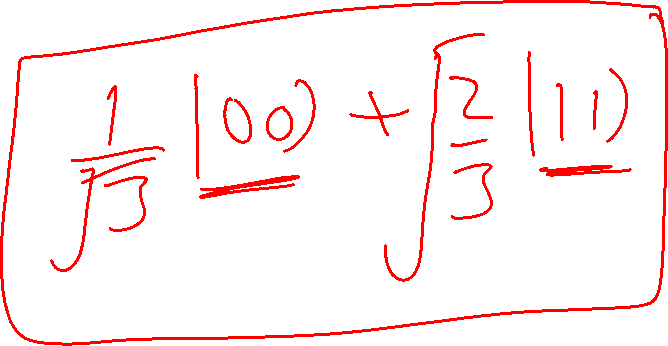 1/√3 |00⟩ + √2/3 |11⟩